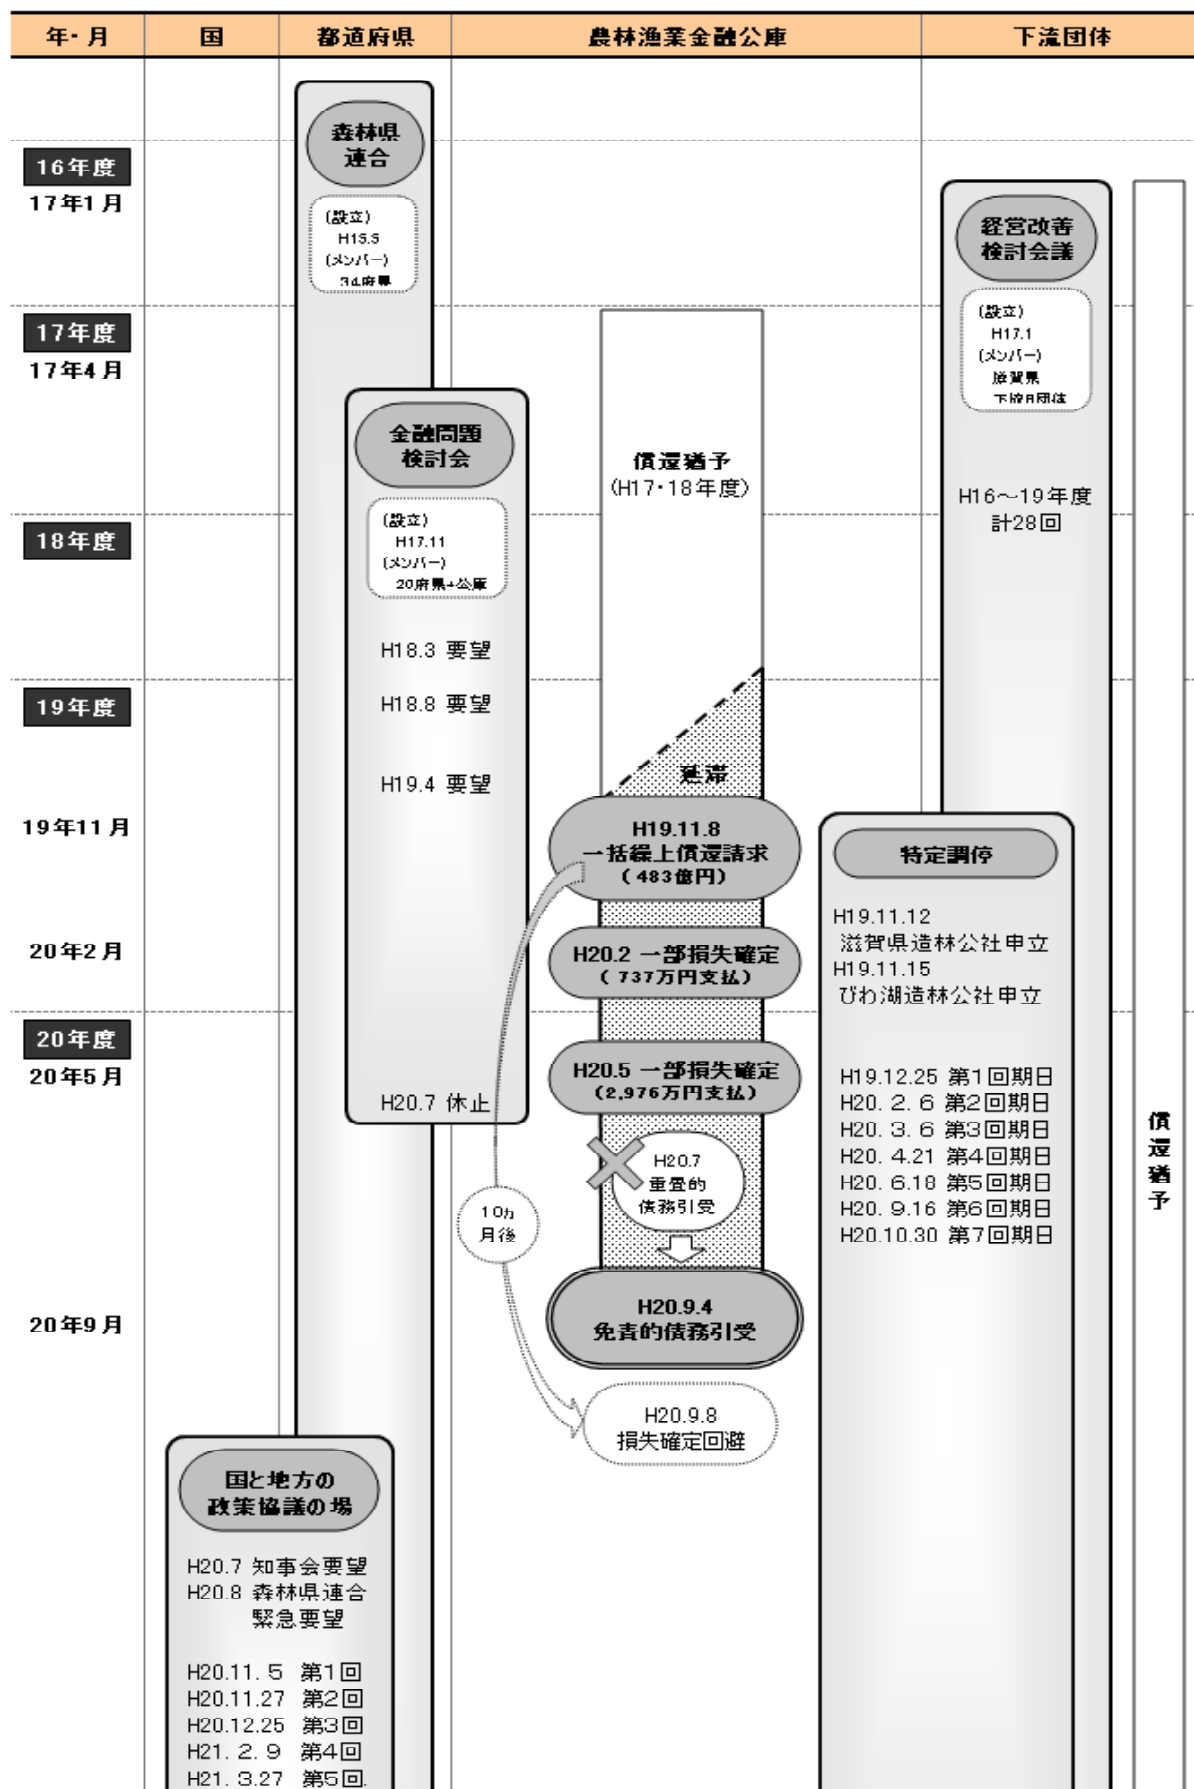 年・月 国 都道府県 農林漁業金融公庫 下流団体
16年度
17年1月
17年度
17年4月
18年度
19年度
19年11月
20年2月
20年度
20年5月
20年9月
森林県
連合
(設立)
H15.5
(メンバー)
34府県
金融問題
検討会
(設立)
H17.11
(メンバー)
20府県+公庫
H18.3 要望
H18.8 要望
H19.4 要望
H20.7 休止
国と地方の
政策協議の場
H20.7 知事会要望
H20.8 森林県連合
緊急要望
H20.11. 5 第1回
H20.11.27 第2回
H20.12.25 第3回
H21. 2. 9 第4回
H21. 3.27 第5回.
償還猶予
(H17・18年度)
延滞
H19.11.8
一括繰上償還請求
(483億円)
H20.2 一部損失確定
(737万円支払)
H20.5 一部損失確定
(2,976万円支払)
H20.7
重畳的
債務引受
10カ
月後
H20.9.4
免責的債務引受
H20.9.8
損失確定回避
経営改善
検討会議
(設立)
H17.1
(メンバー)
滋賀県
下流8団体
H16～19年度
計28回
特定調停
H19.11.12
滋賀県造林公社申立
H19.11.15
びわ湖造林公社申立
H19.12.25 第1回期日
H20. 2. 6 第2回期日
H20. 3. 6 第3回期日
H20. 4.21 第4回期日
H20. 6.18 第5回期日
H20. 9.16 第6回期日
H20.10.30 第7回期日
償還猶予